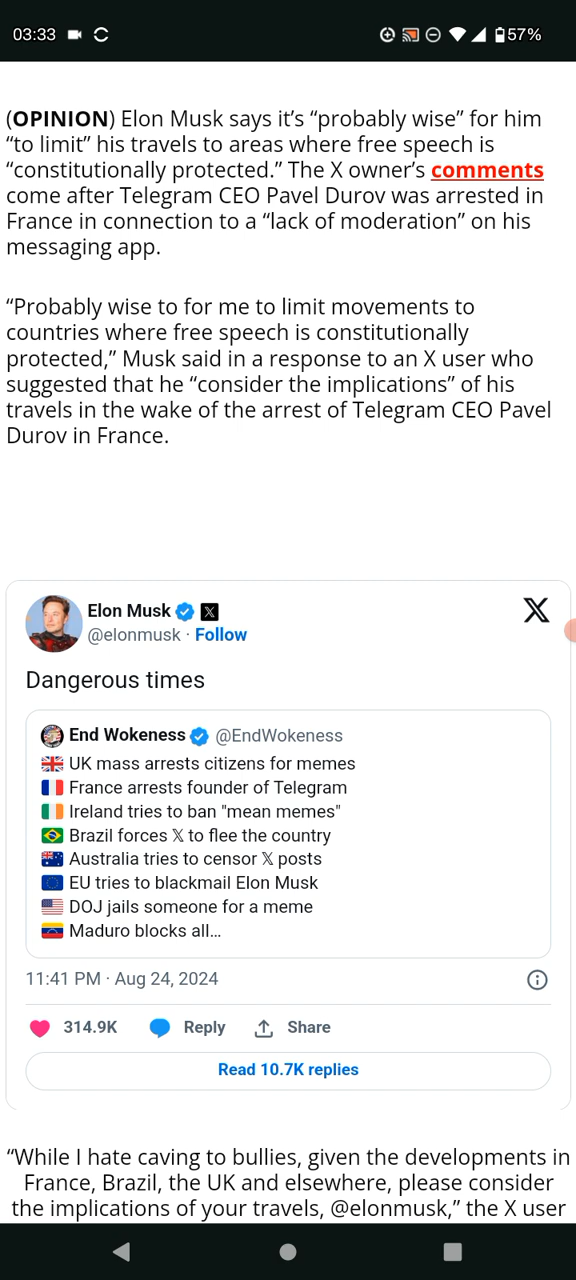 03:33
57%
(OPINION) Elon Musk says it’s “probably wise” for him
“to limit” his travels to areas where free speech is
“constitutionally protected.” The X owner’s comments
come after Telegram CEO Pavel Durov was arrested in
France in connection to a “lack of moderation” on his
messaging app.
“Probably wise to for me to limit movements to
countries where free speech is constitutionally
protected,” Musk said in a response to an X user who
suggested that he “consider the implications” of his
travels in the wake of the arrest of Telegram CEO Pavel
Durov in France.
Elon Musk
@elonmusk · Follow
Dangerous times
End Wokeness @EndWokeness
🇬🇧 UK mass arrests citizens for memes
🇫🇷 France arrests founder of Telegram
🇮🇪 Ireland tries to ban "mean memes"
🇧🇷 Brazil forces 𝕏 to flee the country
🇦🇺 Australia tries to censor 𝕏 posts
🇪🇺 EU tries to blackmail Elon Musk
🇺🇸 DOJ jails someone for a meme
🇻🇪 Maduro blocks all…
11:41 PM · Aug 24, 2024
314.9K Reply Share
Read 10.7K replies
“While I hate caving to bullies, given the developments in
France, Brazil, the UK and elsewhere, please consider
the implications of your travels, @elonmusk,” the X user